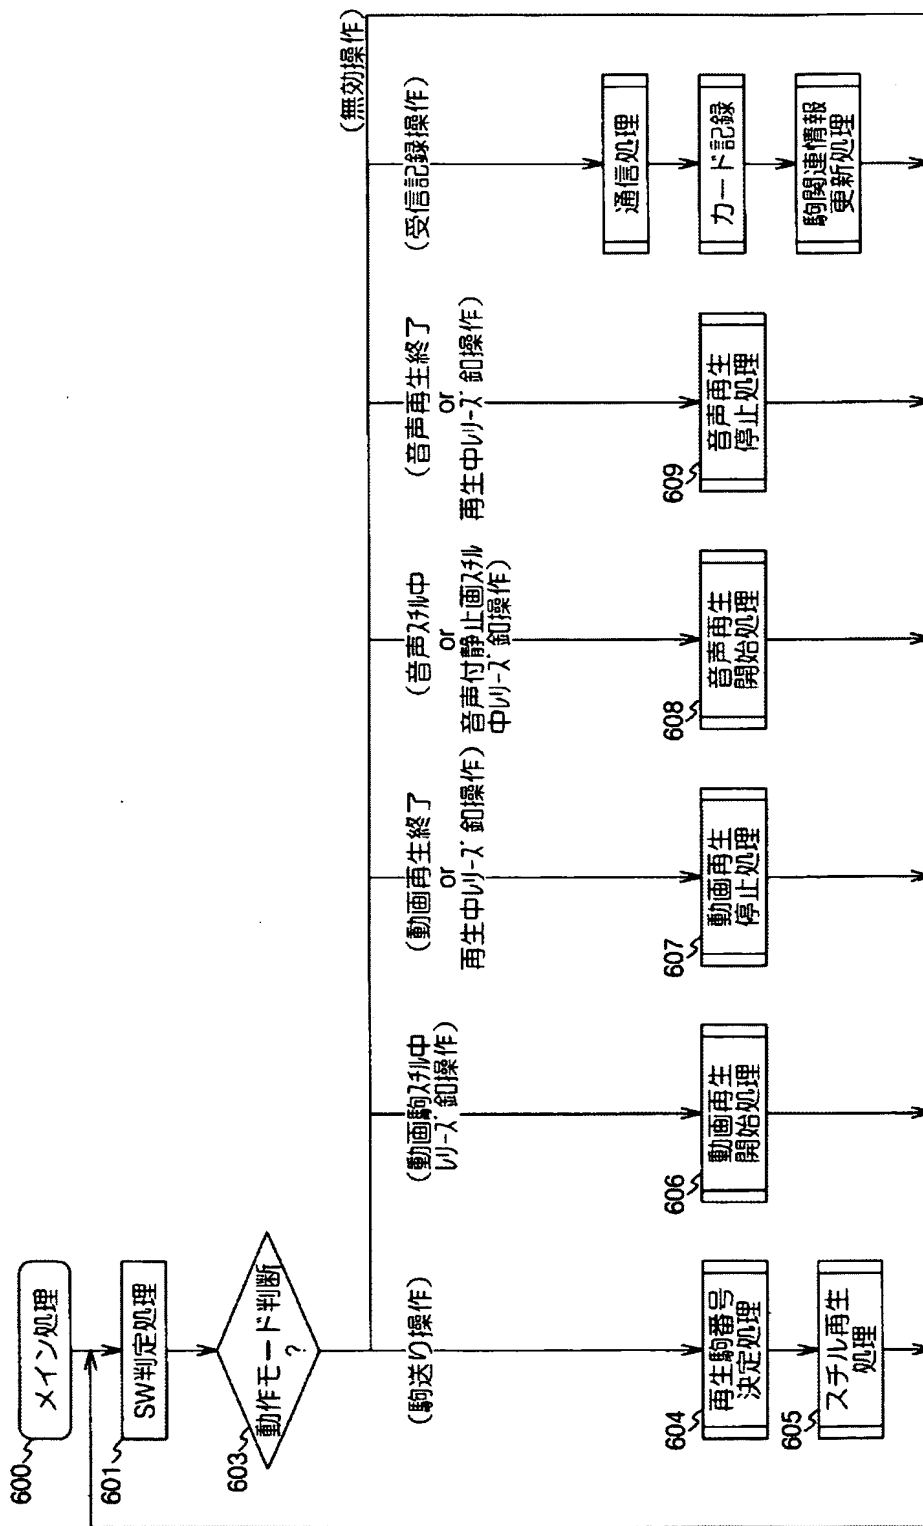 600
メイン処理
601
SW判定処理
603
動作モード判断
?
(駒送り操作)
604
再生駒番号
決定処理
605
スチル再生
処理
(動画駒スチル中
レリーズ釦操作)
606
動画再生
開始処理
(動画再生終了
or
再生中レリーズ釦操作)
607
動画再生
停止処理
(音声スチル中
or
音声付静止画スチル
中レリーズ釦操作)
608
音声再生
開始処理
(音声再生終了
or
再生中レリーズ釦操作)
609
音声再生
停止処理
(受信記録操作)
通信処理
カード記録
駒関連情報
更新処理
(無効操作)